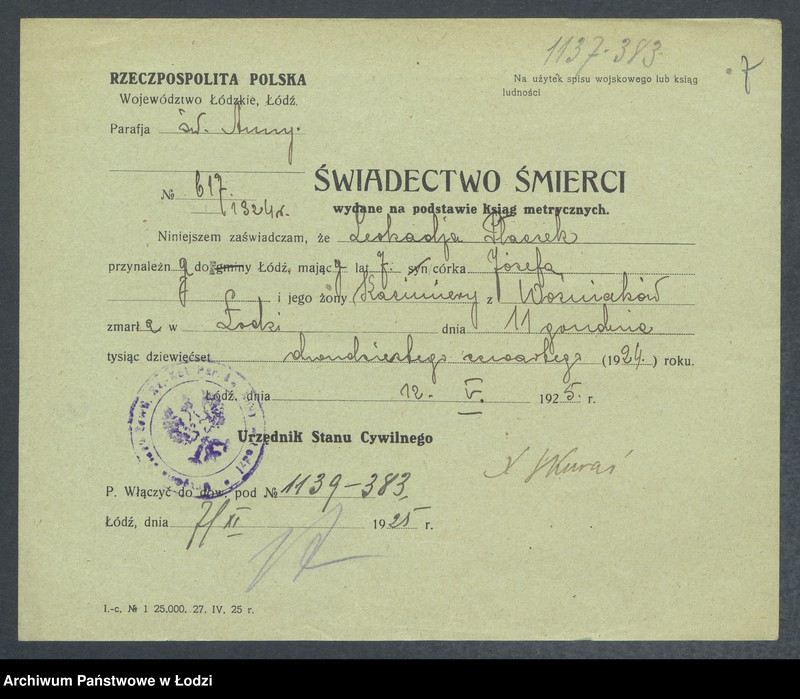 1137-383.
Na użytek spisu wojskowego lub ksiąg
ludności
7
RZECZPOSPOLITA POLSKA
Województwo Łódzkie, Łódź.
Parafja św. Anny.
№ 617
1924 r.
ŚWIADECTWO ŚMIERCI
wydane na podstawie ksiąg metrycznych.
Niniejszem zaświadczam, że Leokadja
przynależn do gminy Łódź, mając lat 7. syn córka Józefa
i jego żony Kazimiery z Woźniaków
zmarła w Łodzi dnia 11 grudnia
tysiąc dziewięćset dwudziestego czwartego (1924.) roku.
Łódź, dnia 12. V. 1925. r.
Urzędnik Stanu Cywilnego
P. Włączyć do dow. pod № 1139-383
Łódź, dnia 7/XI 1925 r.
I.-c, № 1 25,000, 27, IV, 25 r.
Archiwum Państwowe w Łodzi